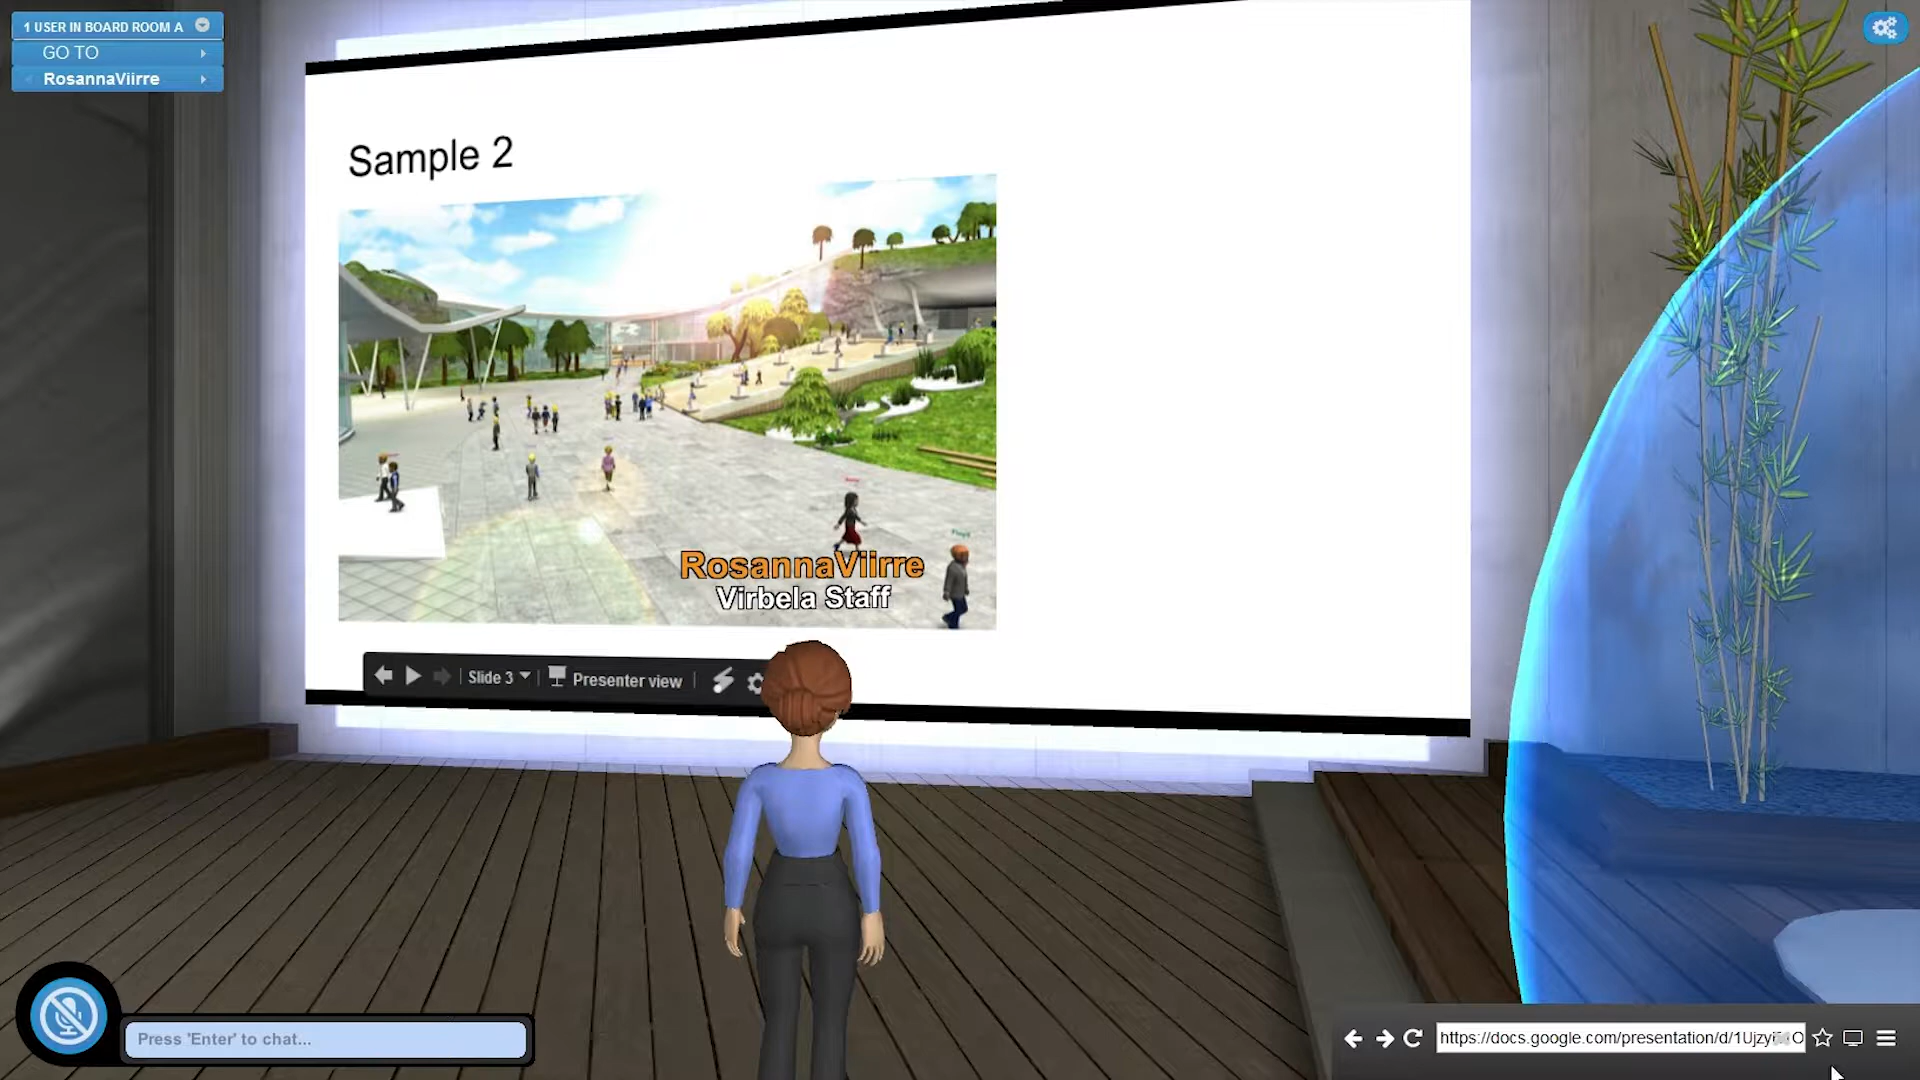 1 USER IN BOARD ROOM A
GO TO
RosannaViirre
Sample 2
RosannaViirre
Virbela Staff
Slide 3
Presenter view
Press 'Enter' to chat...
https://docs.google.com/presentation/d/